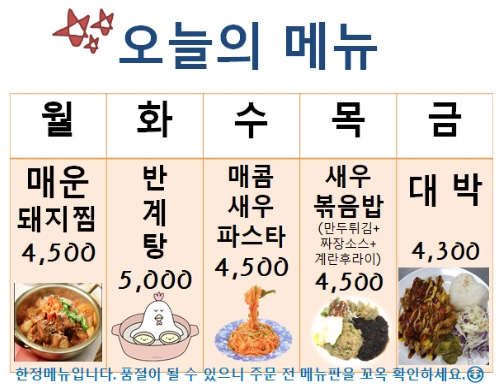 오늘의 메뉴
월 화 수 목 금
매운
돼지찜
4,500
반
계
탕
5,000
매콤
새우
파스타
4,500
새우
볶음밥
(만두튀김+
짜장소스+
계란후라이)
4,500
대 박
4,300
한정메뉴입니다. 품절이 될 수 있으니 주문 전 메뉴판을 꼬옥 확인하세요.